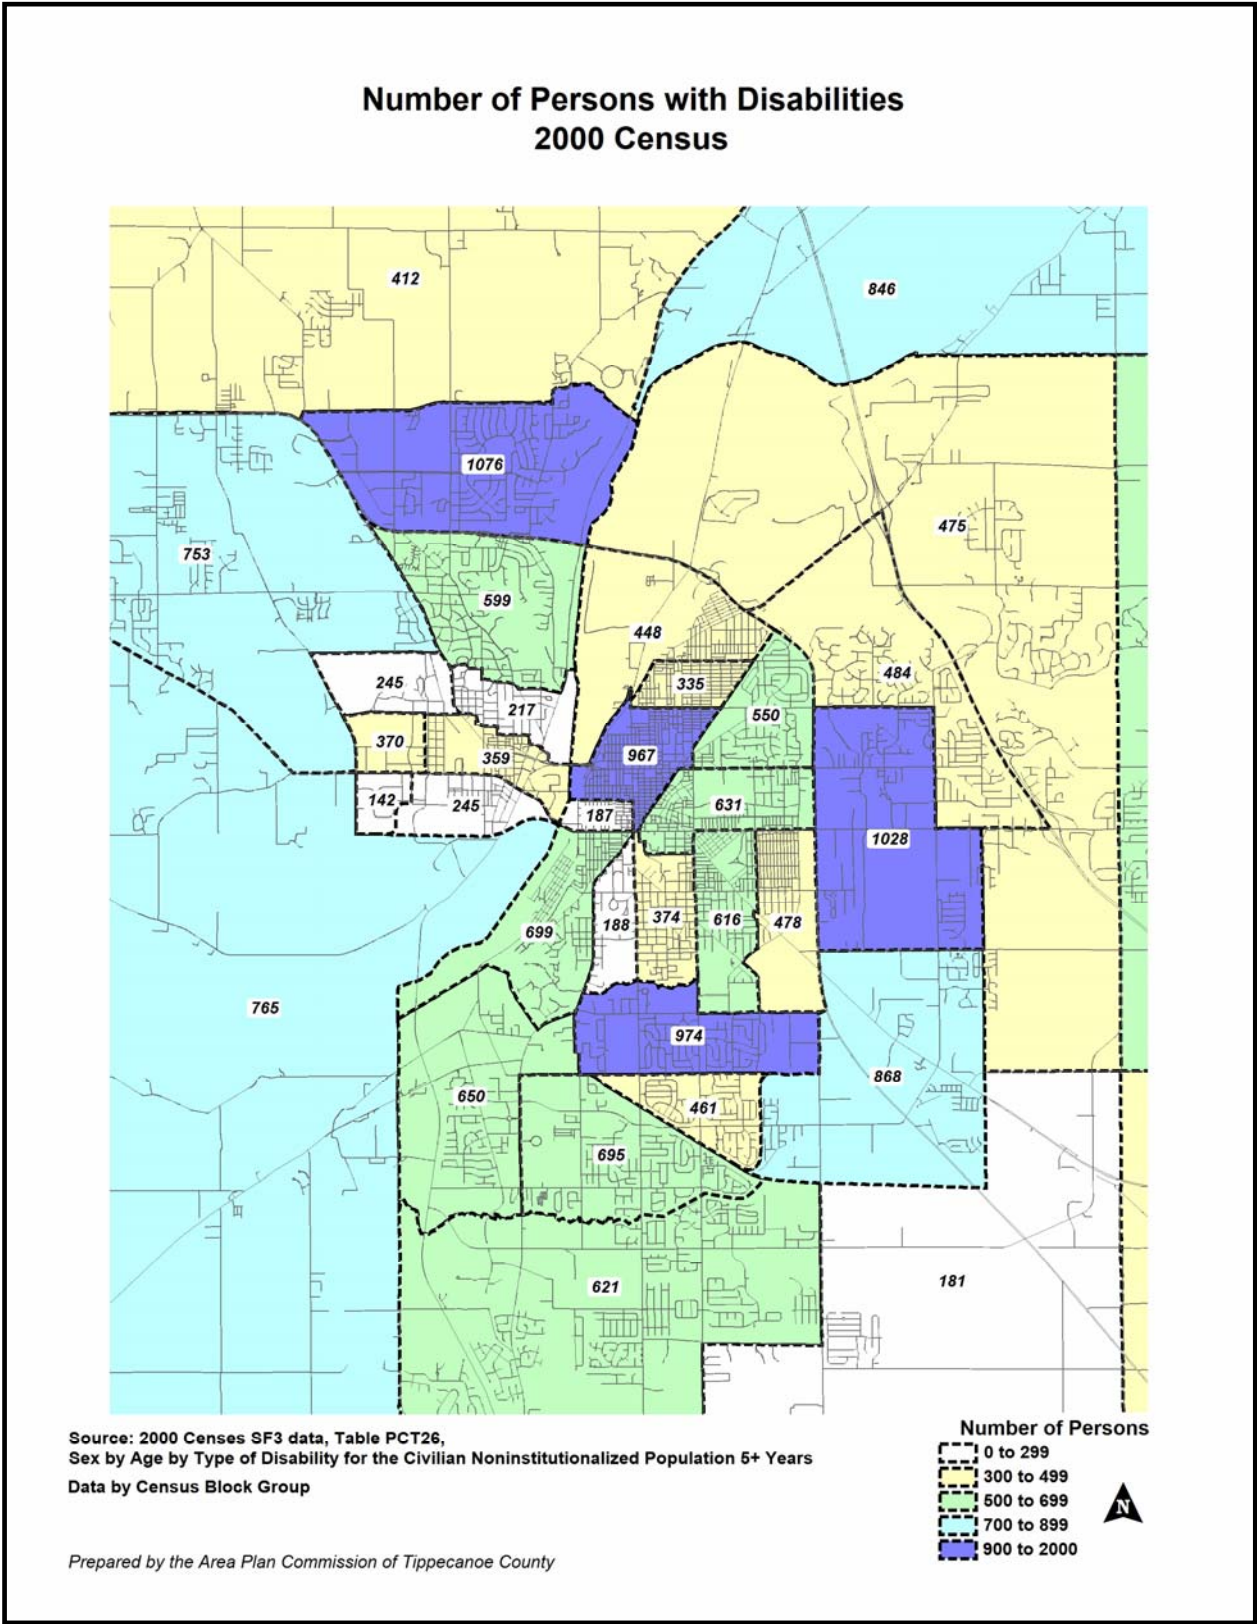 Number of Persons with Disabilities
2000 Census
412
846
1076
475
753
599
448
335
484
245
217
550
370
359
967
142
245
187
631
1028
699
188
374
616
478
765
974
650
461
868
695
621
181
Source: 2000 Censes SF3 data, Table PCT26,
Sex by Age by Type of Disability for the Civilian Noninstitutionalized Population 5+ Years
Data by Census Block Group
Prepared by the Area Plan Commission of Tippecanoe County
Number of Persons
0 to 299
300 to 499
500 to 699
700 to 899
900 to 2000
N